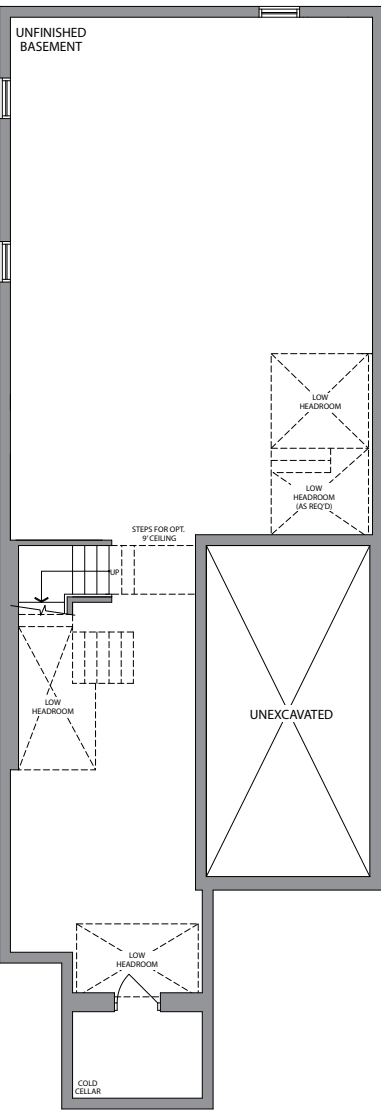 UNFINISHED
BASEMENT
LOW
HEADROOM
LOW
HEADROOM
(AS REQ'D)
STEPS FOR OPT.
9' CEILING
UP
LOW
HEADROOM
UNEXCAVATED
LOW
HEADROOM
COLD
CELLAR